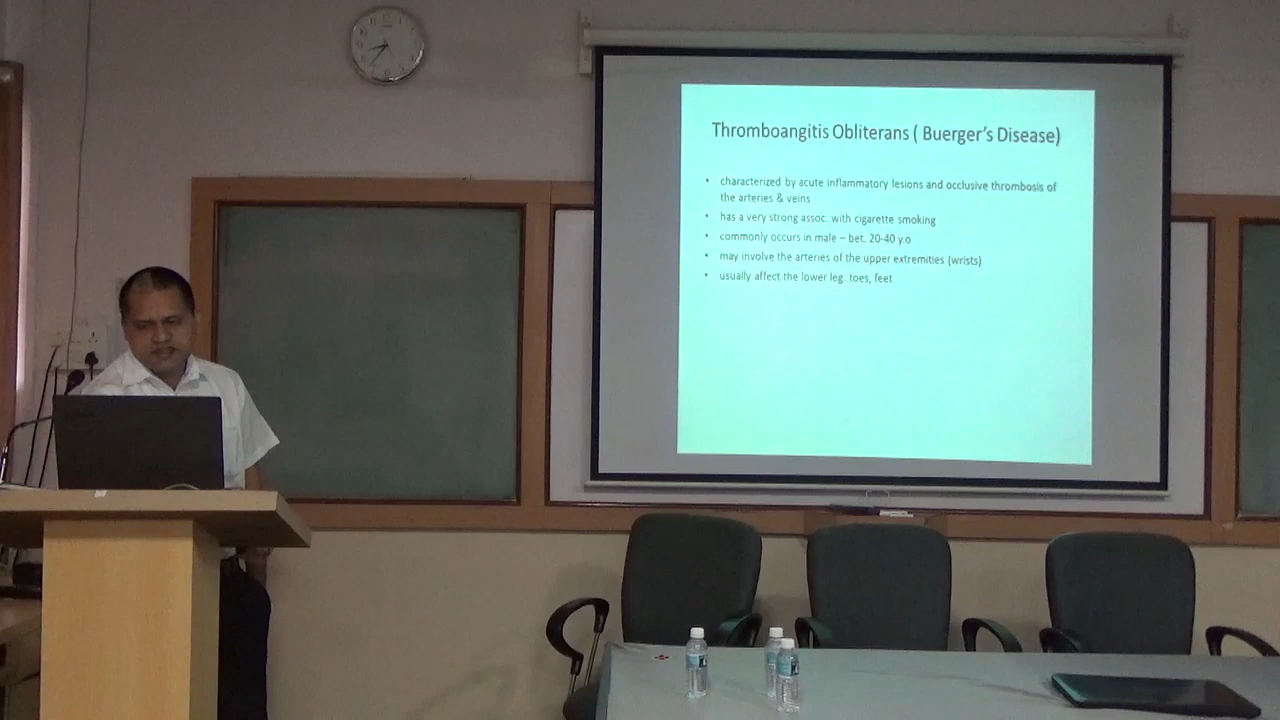 Thromboangitis Obliterans ( Buerger's Disease)
• characterized by acute inflammatory lesions and occlusive thrombosis of
the arteries & veins
• has a very strong assoc. with cigarette smoking
• commonly occurs in male – bet. 20-40 y.o
• may involve the arteries of the upper extremities (wrists)
• usually affect the lower leg. toes, feet